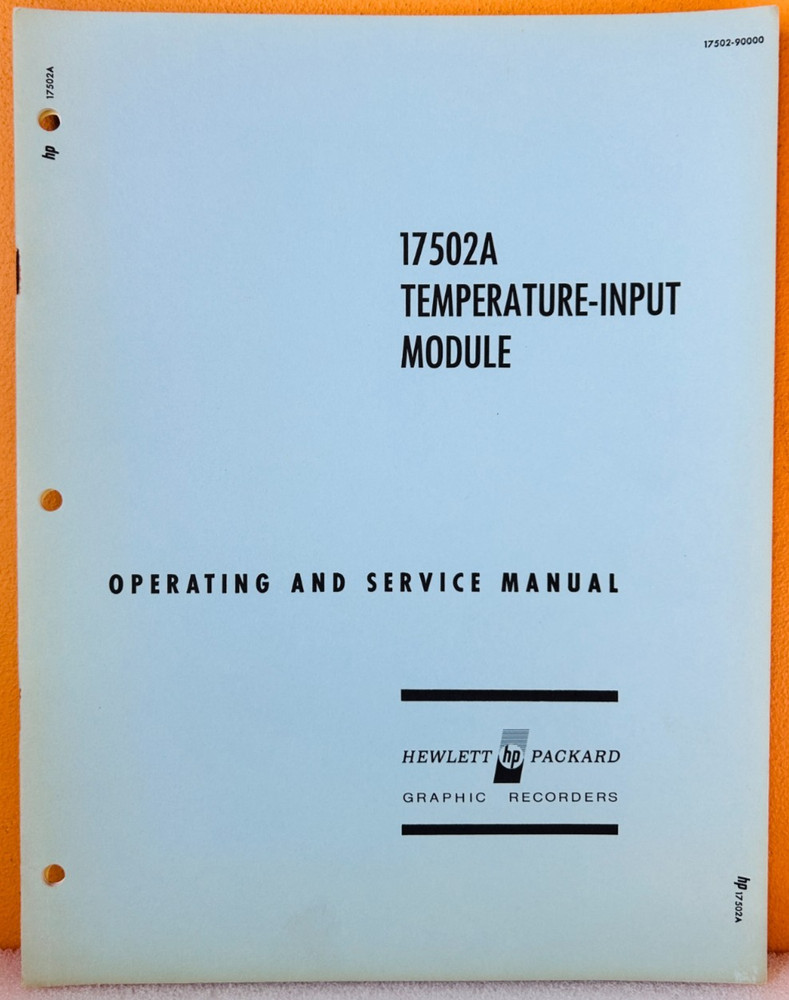 17502-90000
17502A
hp
17502A
TEMPERATURE-INPUT
MODULE
OPERATING AND SERVICE MANUAL
HEWLETT hp PACKARD
GRAPHIC RECORDERS
hp 17502A